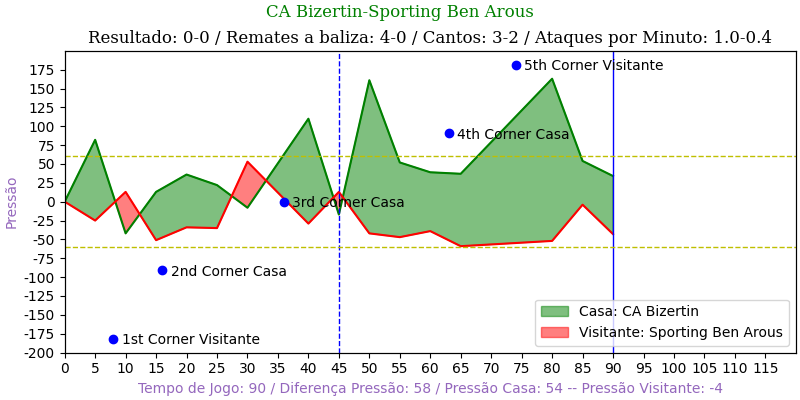 CA Bizertin-Sporting Ben Arous
Resultado: 0-0 / Remates a baliza: 4-0 / Cantos: 3-2 / Ataques por Minuto: 1.0-0.4
Pressão
175
150
125
100
75
50
25
0
-25
-50
-75
-100
-125
-150
-175
-200
5th Corner Visitante
4th Corner Casa
3rd Corner Casa
2nd Corner Casa
1st Corner Visitante
Casa: CA Bizertin
Visitante: Sporting Ben Arous
0 5 10 15 20 25 30 35 40 45 50 55 60 65 70 75 80 85 90 95 100 105 110 115
Tempo de Jogo: 90 / Diferença Pressão: 58 / Pressão Casa: 54 -- Pressão Visitante: -4